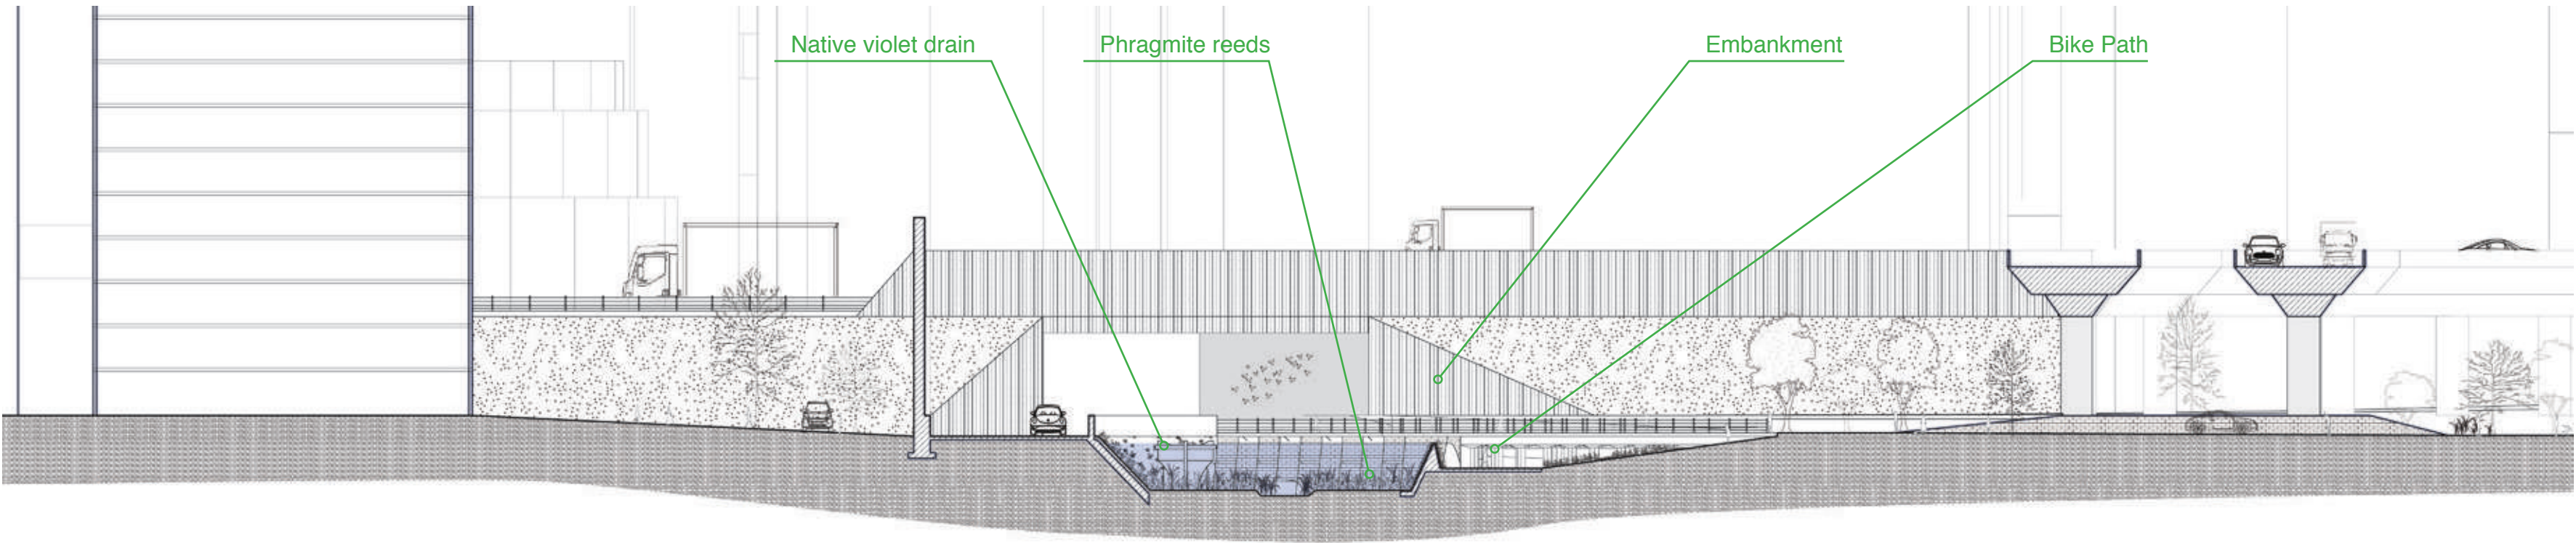 Native violet drain
Phragmite reeds
Embankment
Bike Path